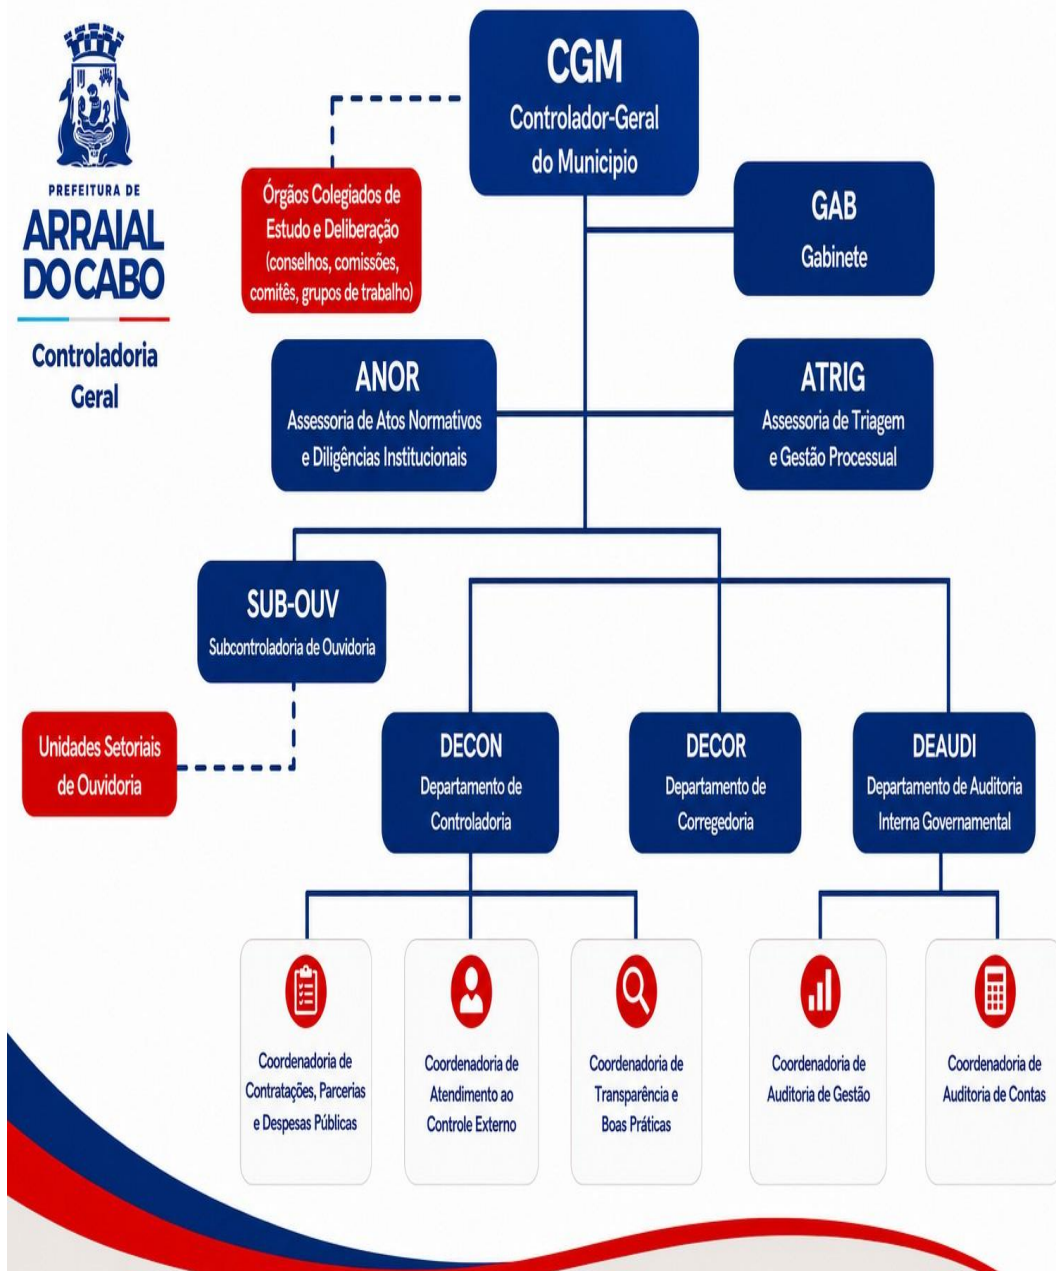 PREFEITURA DE
ARRAIAL
DO CABO
Controladoria
Geral
CGM
Controlador-Geral
do Municipio
Órgãos Colegiados de
Estudo e Deliberação
(conselhos, comissões,
comitês, grupos de trabalho)
GAB
Gabinete
ANOR
Assessoria de Atos Normativos
e Diligências Institucionais
ATRIG
Assessoria de Triagem
e Gestão Processual
SUB-OUV
Subcontroladoria de Ouvidoria
Unidades Setoriais
de Ouvidoria
DECON
Departamento de
Controladoria
DECOR
Departamento de
Corregedoria
DEAUDI
Departamento de Auditoria
Interna Governamental
Coordenadoria de
Contratações, Parcerias
e Despesas Públicas
Coordenadoria de
Atendimento ao
Controle Externo
Coordenadoria de
Transparência e
Boas Práticas
Coordenadoria de
Auditoria de Gestão
Coordenadoria de
Auditoria de Contas